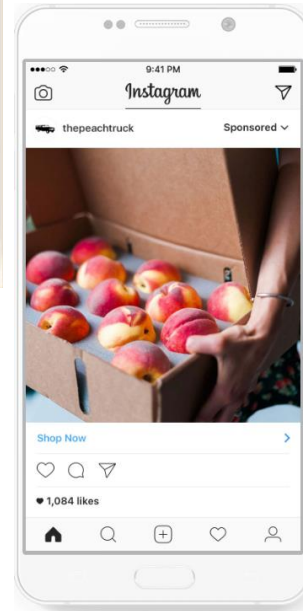 9:41 PM
Instagram
thepeachtruck Sponsored
Shop Now
1,084 likes